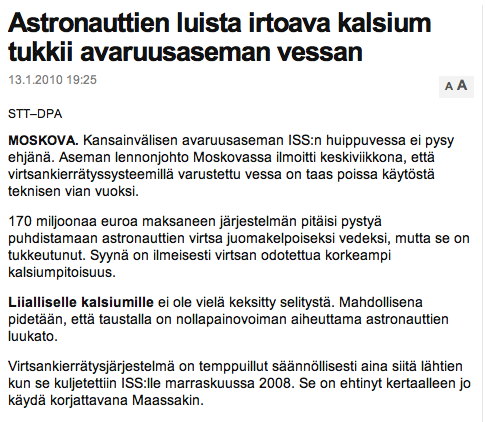 Astronauttien luista irtoava kalsium
tukkii avaruusaseman vessan
13.1.2010 19:25
A A
STT–DPA
MOSKOVA. Kansainvälisen avaruusaseman ISS:n huippuvessa ei pysy
ehjänä. Aseman lennonjohto Moskovassa ilmoitti keskiviikkona, että
virtsankierrätyssysteemillä varustettu vessa on taas poissa käytöstä
teknisen vian vuoksi.
170 miljoonaa euroa maksaneen järjestelmän pitäisi pystyä
puhdistamaan astronauttien virtsa juomakelpoiseksi vedeksi, mutta se on
tukkeutunut. Syynä on ilmeisesti virtsan odotettua korkeampi
kalsiumpitoisuus.
Liialliselle kalsiumille ei ole vielä keksitty selitystä. Mahdollisena
pidetään, että taustalla on nollapainovoiman aiheuttama astronauttien
luukato.
Virtsankierrätysjärjestelmä on temppuillut säännöllisesti aina siitä lähtien
kun se kuljetettiin ISS:lle marraskuussa 2008. Se on ehtinyt kertaalleen jo
käydä korjattavana Maassakin.